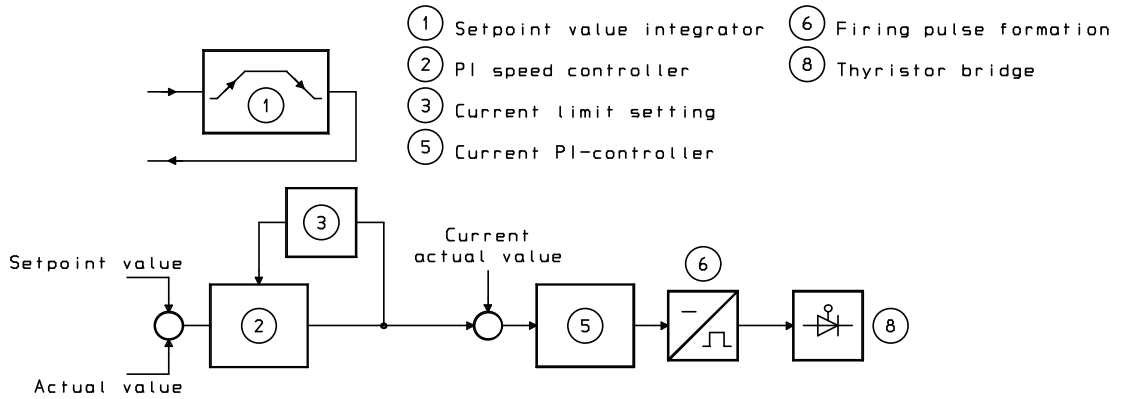 1 Setpoint value integrator
2 PI speed controller
3 Current limit setting
5 Current PI-controller
6 Firing pulse formation
8 Thyristor bridge
1
3
Current
actual value
Setpoint value
6
2
5
8
Actual value